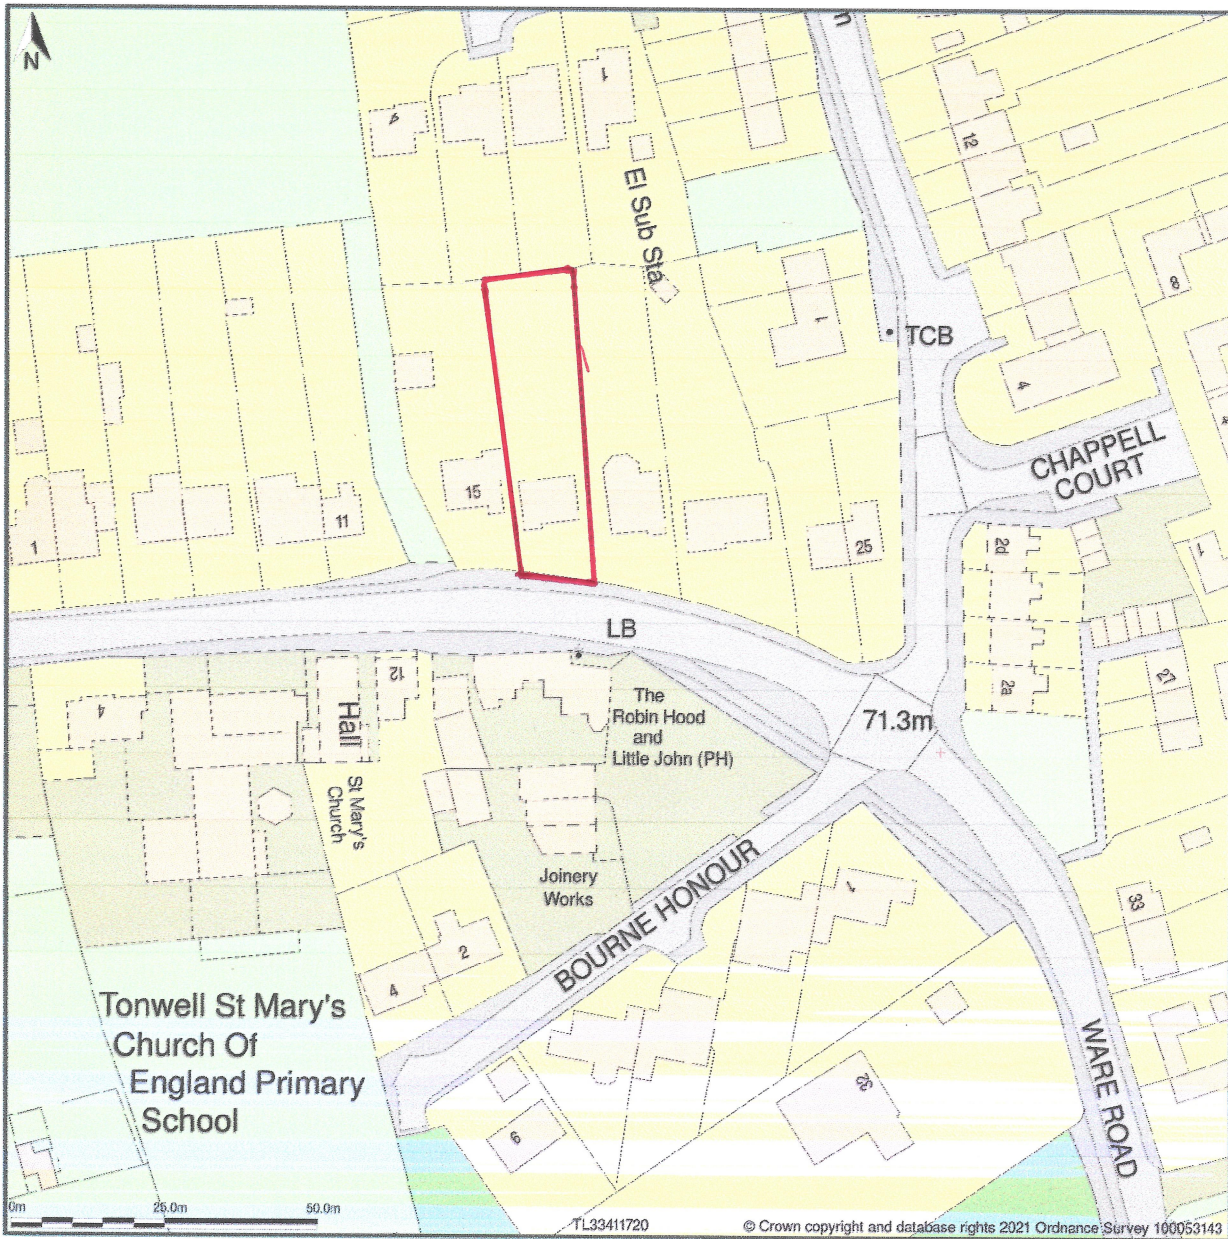 N
4
1
El Sub Sta
12
8
1
TCB
4
CHAPPELL
COURT
15
11
1
25
2d
1
LB
12
Hall
4
St Mary's
Church
The
Robin Hood
and
Little John (PH)
71.3m
2a
27
Joinery
Works
BOURNE HONOUR
1
33
2
4
Tonwell St Mary's
Church Of
England Primary
School
6
32
WARE ROAD
0m 25.0m 50.0m
TL33411720
© Crown copyright and database rights 2021 Ordnance Survey 100053143